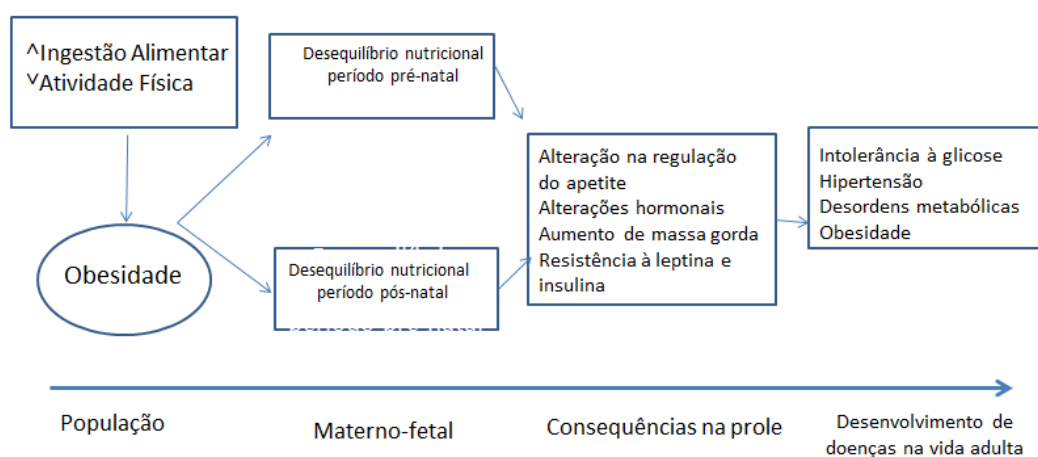 ^Ingestão Alimentar
ᵛAtividade Física
Obesidade
Desequilíbrio nutricional
período pré-natal
Desequilíbrio nutricional
período pós-natal
Alteração na regulação
do apetite
Alterações hormonais
Aumento de massa gorda
Resistência à leptina e
insulina
Intolerância à glicose
Hipertensão
Desordens metabólicas
Obesidade
População
Materno-fetal
Consequências na prole
Desenvolvimento de
doenças na vida adulta